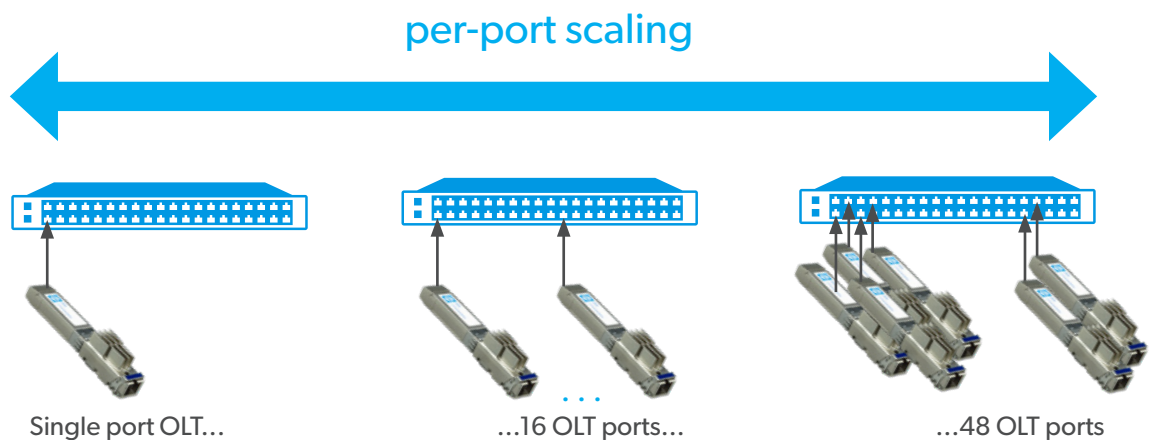 per-port scaling
. . .
Single port OLT...
...16 OLT ports...
...48 OLT ports